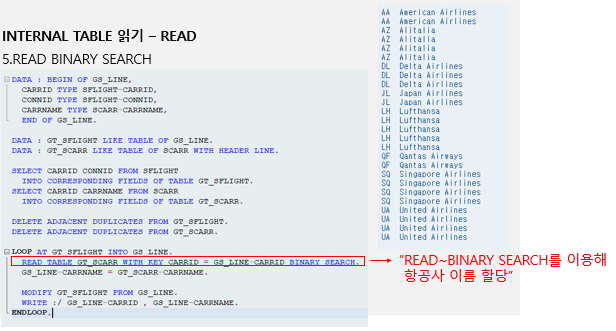 INTERNAL TABLE 읽기 – READ
5.READ BINARY SEARCH
DATA : BEGIN OF GS_LINE,
CARRID TYPE SFLIGHT-CARRID,
CONNID TYPE SFLIGHT-CONNID,
CARRNAME TYPE SCARR-CARRNAME,
END OF GS_LINE.
DATA : GT_SFLIGHT LIKE TABLE OF GS_LINE.
DATA : GT_SCARR LIKE TABLE OF SCARR WITH HEADER LINE.
SELECT CARRID CONNID FROM SFLIGHT
INTO CORRESPONDING FIELDS OF TABLE GT_SFLIGHT.
SELECT CARRID CARRNAME FROM SCARR
INTO CORRESPONDING FIELDS OF TABLE GT_SCARR.
DELETE ADJACENT DUPLICATES FROM GT_SFLIGHT.
DELETE ADJACENT DUPLICATES FROM GT_SCARR.
LOOP AT GT_SFLIGHT INTO GS_LINE.
READ TABLE GT_SCARR WITH KEY CARRID = GS_LINE-CARRID BINARY SEARCH.
GS_LINE-CARRNAME = GT_SCARR-CARRNAME.
MODIFY GT_SFLIGHT FROM GS_LINE.
WRITE :/ GS_LINE-CARRID , GS_LINE-CARRNAME.
ENDLOOP.
AA American Airlines
AA American Airlines
AZ Alitalia
AZ Alitalia
AZ Alitalia
AZ Alitalia
DL Delta Airlines
DL Delta Airlines
DL Delta Airlines
JL Japan Airlines
JL Japan Airlines
LH Lufthansa
LH Lufthansa
LH Lufthansa
LH Lufthansa
LH Lufthansa
QF Qantas Airways
QF Qantas Airways
SQ Singapore Airlines
SQ Singapore Airlines
SQ Singapore Airlines
SQ Singapore Airlines
UA United Airlines
UA United Airlines
UA United Airlines
UA United Airlines
“READ~BINARY SEARCH를 이용해
항공사 이름 할당”